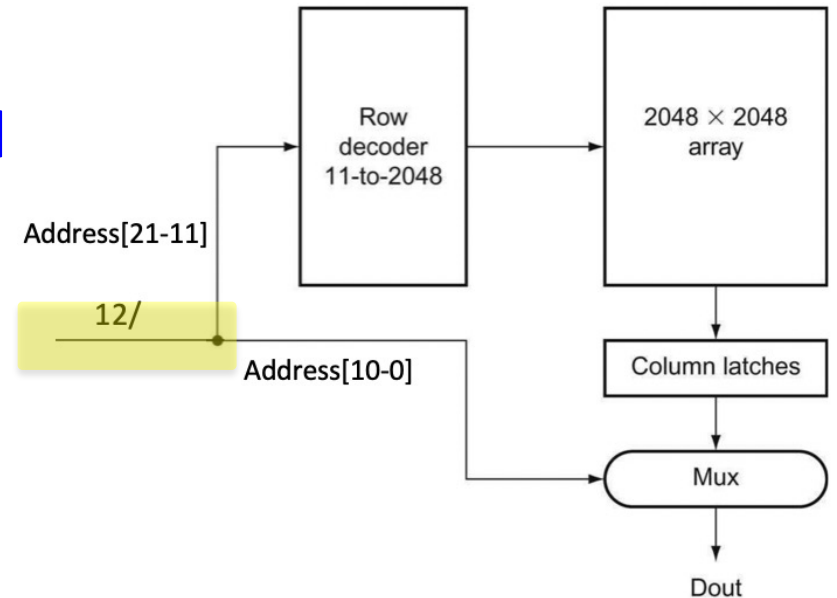 Row
decoder
11-to-2048
2048 × 2048
array
Address[21-11]
12/
Address[10-0]
Column latches
Mux
Dout